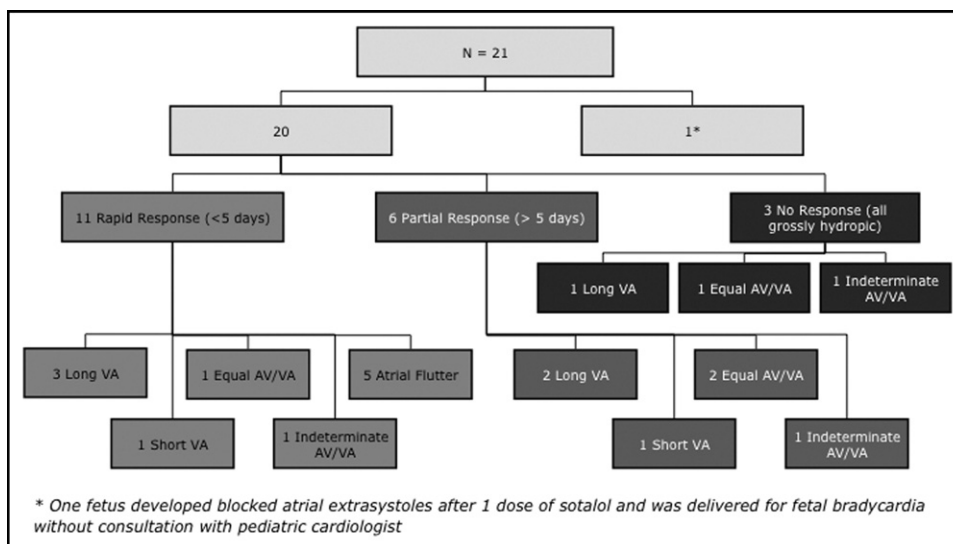 N = 21
20
1*
11 Rapid Response (<5 days)
6 Partial Response (> 5 days)
3 No Response (all
grossly hydropic)
1 Long VA
1 Equal AV/VA
1 Indeterminate
AV/VA
3 Long VA
1 Equal AV/VA
5 Atrial Flutter
2 Long VA
2 Equal AV/VA
1 Short VA
1 Indeterminate
AV/VA
1 Short VA
1 Indeterminate
AV/VA
* One fetus developed blocked atrial extrasystoles after 1 dose of sotalol and was delivered for fetal bradycardia
without consultation with pediatric cardiologist